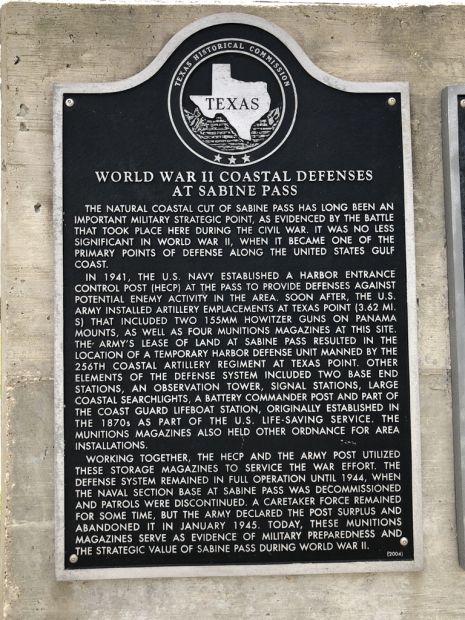 TEXAS HISTORICAL COMMISSION
TEXAS
WORLD WAR II COASTAL DEFENSES
AT SABINE PASS
THE NATURAL COASTAL CUT OF SABINE PASS HAS LONG BEEN AN
IMPORTANT MILITARY STRATEGIC POINT, AS EVIDENCED BY THE BATTLE
THAT TOOK PLACE HERE DURING THE CIVIL WAR. IT WAS NO LESS
SIGNIFICANT IN WORLD WAR II, WHEN IT BECAME ONE OF THE
PRIMARY POINTS OF DEFENSE ALONG THE UNITED STATES GULF
COAST.
IN 1941, THE U.S. NAVY ESTABLISHED A HARBOR ENTRANCE
CONTROL POST (HECP) AT THE PASS TO PROVIDE DEFENSES AGAINST
POTENTIAL ENEMY ACTIVITY IN THE AREA. SOON AFTER, THE U.S.
ARMY INSTALLED ARTILLERY EMPLACEMENTS AT TEXAS POINT (3.62 MI.
S) THAT INCLUDED TWO 155MM HOWITZER GUNS ON PANAMA
MOUNTS, AS WELL AS FOUR MUNITIONS MAGAZINES AT THIS SITE.
THE ARMY'S LEASE OF LAND AT SABINE PASS RESULTED IN THE
LOCATION OF A TEMPORARY HARBOR DEFENSE UNIT MANNED BY THE
256TH COASTAL ARTILLERY REGIMENT AT TEXAS POINT. OTHER
ELEMENTS OF THE DEFENSE SYSTEM INCLUDED TWO BASE END
STATIONS, AN OBSERVATION TOWER, SIGNAL STATIONS, LARGE
COASTAL SEARCHLIGHTS, A BATTERY COMMANDER POST AND PART OF
THE COAST GUARD LIFEBOAT STATION, ORIGINALLY ESTABLISHED IN
THE 1870s AS PART OF THE U.S. LIFE-SAVING SERVICE. THE
MUNITIONS MAGAZINES ALSO HELD OTHER ORDNANCE FOR AREA
INSTALLATIONS.
WORKING TOGETHER, THE HECP AND THE ARMY POST UTILIZED
THESE STORAGE MAGAZINES TO SERVICE THE WAR EFFORT. THE
DEFENSE SYSTEM REMAINED IN FULL OPERATION UNTIL 1944, WHEN
THE NAVAL SECTION BASE AT SABINE PASS WAS DECOMMISSIONED
AND PATROLS WERE DISCONTINUED. A CARETAKER FORCE REMAINED
FOR SOME TIME, BUT THE ARMY DECLARED THE POST SURPLUS AND
ABANDONED IT IN JANUARY 1945. TODAY, THESE MUNITIONS
MAGAZINES SERVE AS EVIDENCE OF MILITARY PREPAREDNESS AND
THE STRATEGIC VALUE OF SABINE PASS DURING WORLD WAR II.
(2004)